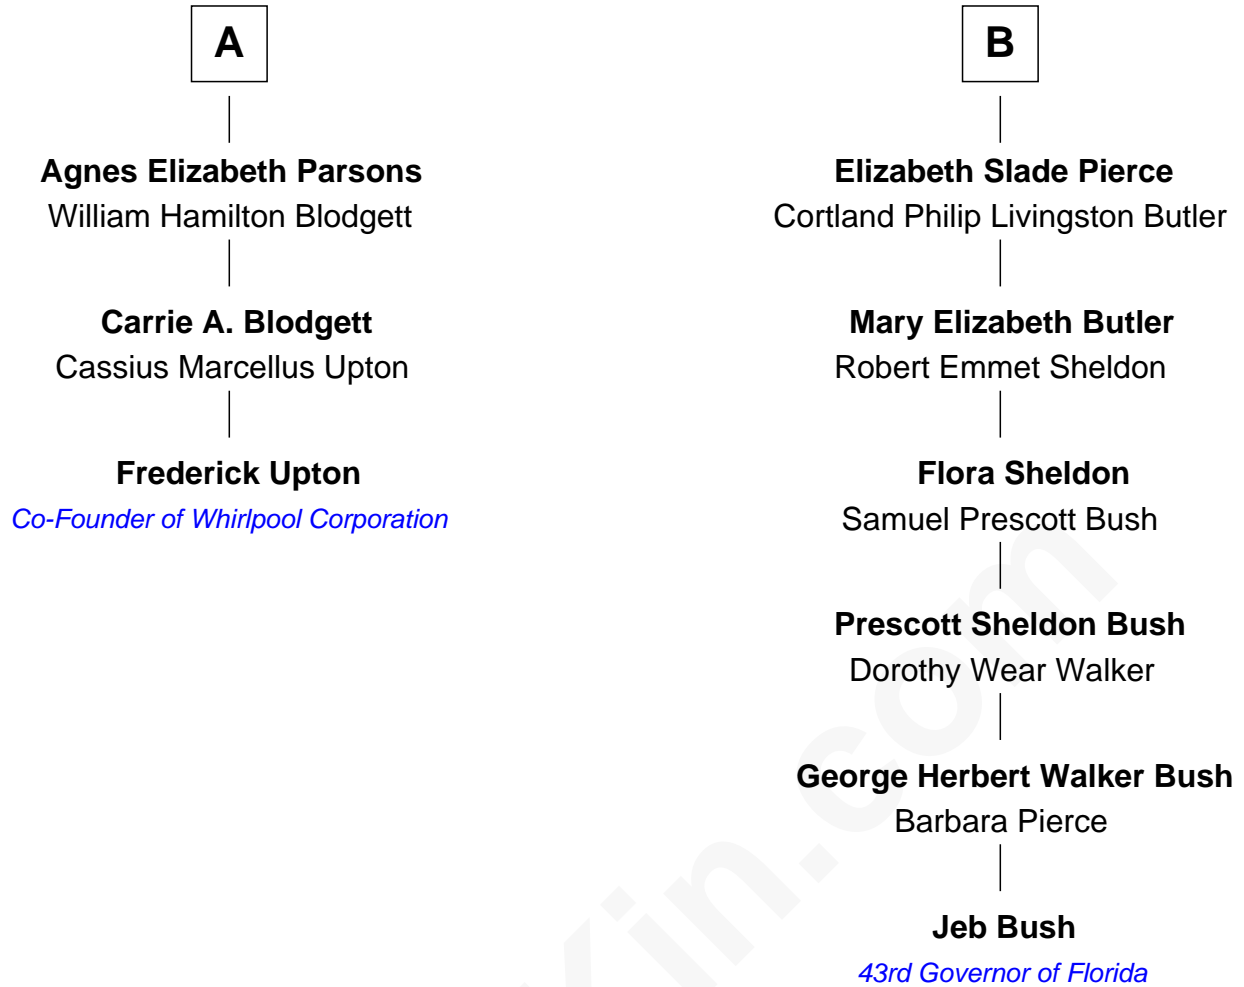 A
Agnes Elizabeth Parsons
William Hamilton Blodgett
Carrie A. Blodgett
Cassius Marcellus Upton
Frederick Upton
Co-Founder of Whirlpool Corporation
B
Elizabeth Slade Pierce
Cortland Philip Livingston Butler
Mary Elizabeth Butler
Robert Emmet Sheldon
Flora Sheldon
Samuel Prescott Bush
Prescott Sheldon Bush
Dorothy Wear Walker
George Herbert Walker Bush
Barbara Pierce
Jeb Bush
43rd Governor of Florida
Kin.com